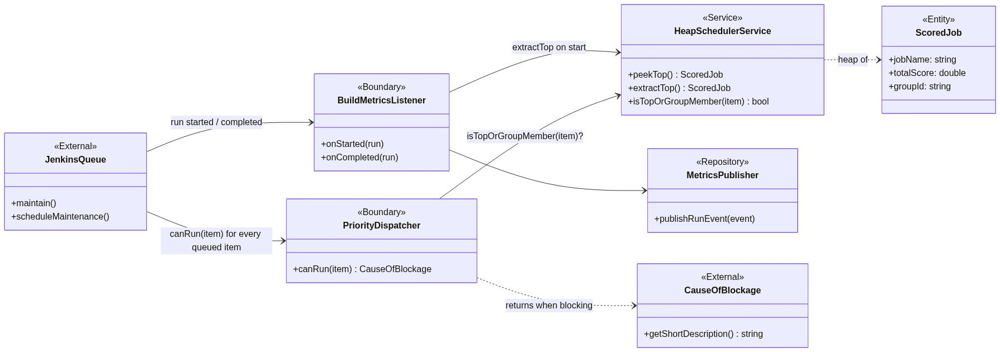 «External»
JenkinsQueue
+maintain()
+scheduleMaintenance()
run started / completed
canRun(item) for every
queued item
«Boundary»
BuildMetricsListener
+onStarted(run)
+onCompleted(run)
«Boundary»
PriorityDispatcher
+canRun(item) : CauseOfBlockage
extractTop on start
isTopOrGroupMember(item)?
returns when blocking
«Service»
HeapSchedulerService
+peekTop() : ScoredJob
+extractTop() : ScoredJob
+isTopOrGroupMember(item) : bool
heap of
«Entity»
ScoredJob
+jobName: string
+totalScore: double
+groupId: string
«Repository»
MetricsPublisher
+publishRunEvent(event)
«External»
CauseOfBlockage
+getShortDescription() : string